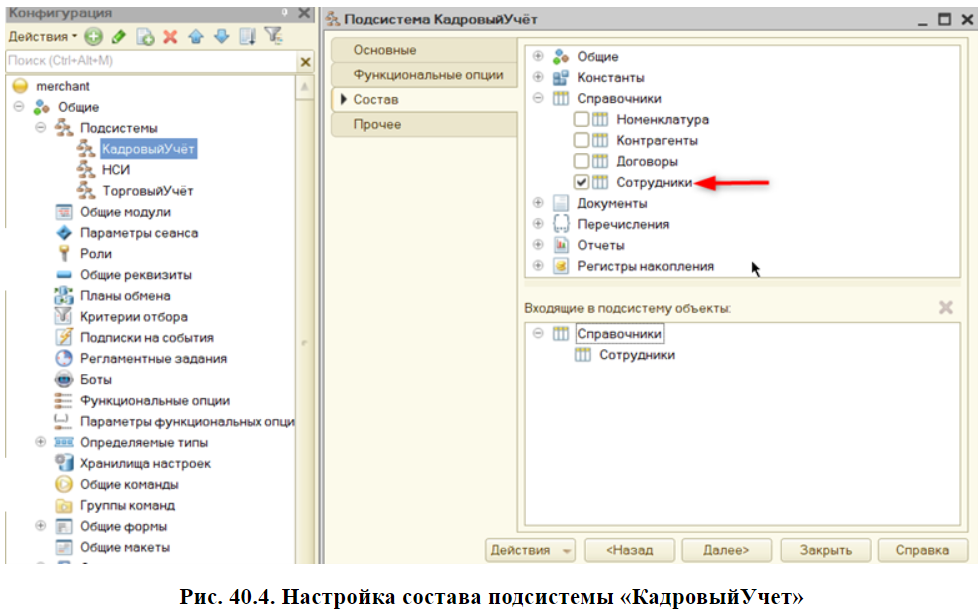 Конфигурация
Действия
Поиск (Ctrl+Alt+M)
merchant
Общие
Подсистемы
КадровыйУчёт
НСИ
ТорговыйУчёт
Общие модули
Параметры сеанса
Роли
Общие реквизиты
Планы обмена
Критерии отбора
Подписки на события
Регламентные задания
Боты
Функциональные опции
Параметры функциональных опци
Определяемые типы
Хранилища настроек
Общие команды
Группы команд
Общие формы
Общие макеты
Подсистема КадровыйУчёт
Основные
Функциональные опции
Состав
Прочее
Общие
Константы
Справочники
Номенклатура
Контрагенты
Договоры
Сотрудники
Документы
Перечисления
Отчеты
Регистры накопления
Входящие в подсистему объекты:
Справочники
Сотрудники
Действия
<Назад
Далее>
Закрыть
Справка
Рис. 40.4. Настройка состава подсистемы «КадровыйУчет»